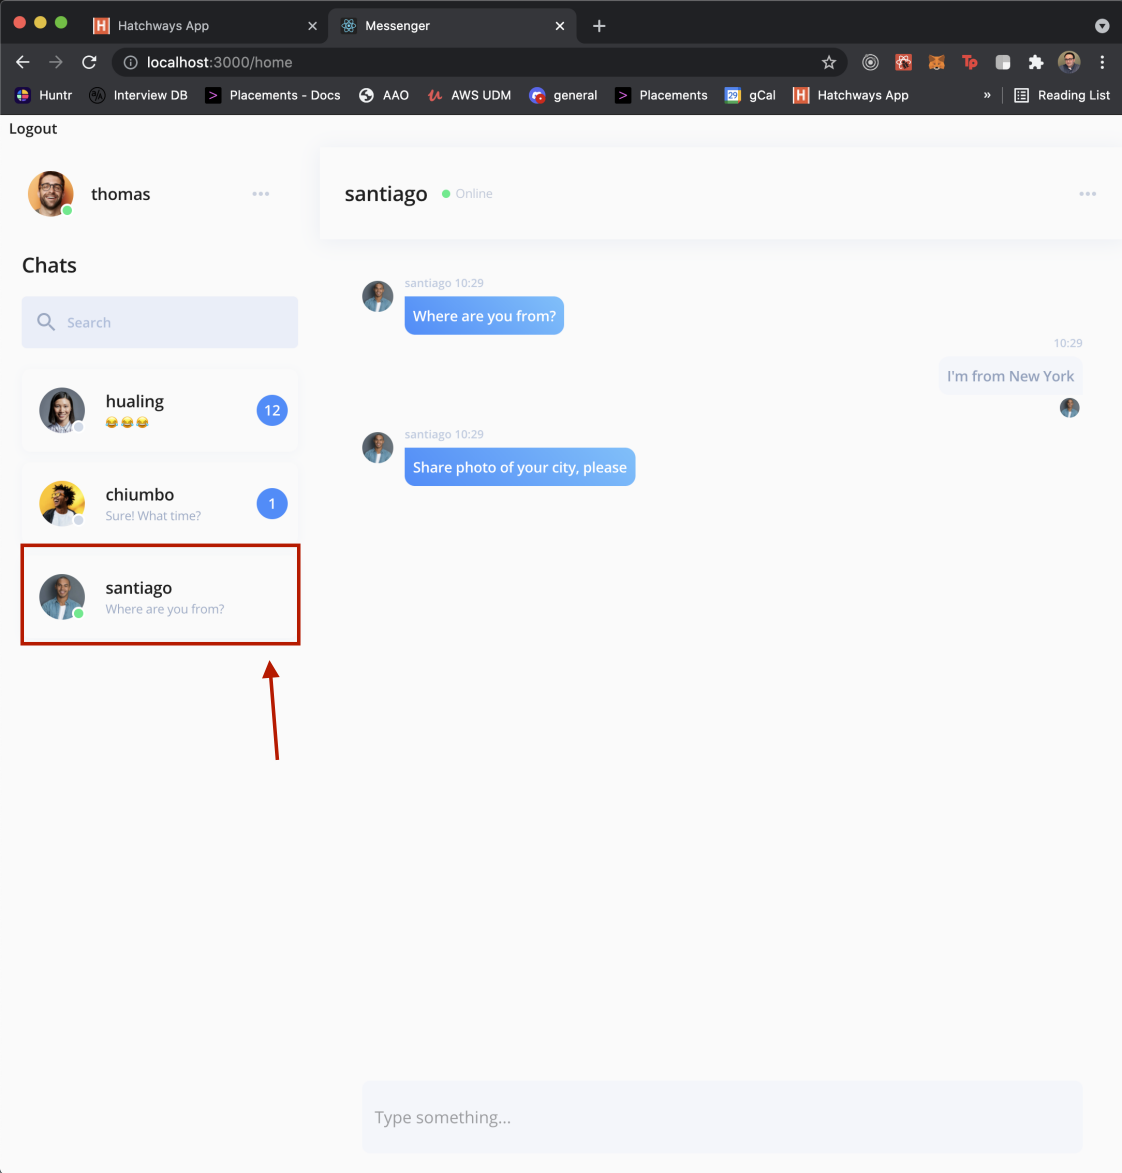 Hatchways App
Messenger
localhost:3000/home
Huntr
Interview DB
Placements - Docs
AAO
AWS UDM
general
Placements
29
gCal
Hatchways App
»
Reading List
Logout
thomas
santiago
Online
Chats
Search
hualing
😂😂😂
12
chiumbo
Sure! What time?
1
santiago
Where are you from?
santiago 10:29
Where are you from?
10:29
I'm from New York
santiago 10:29
Share photo of your city, please
Type something...